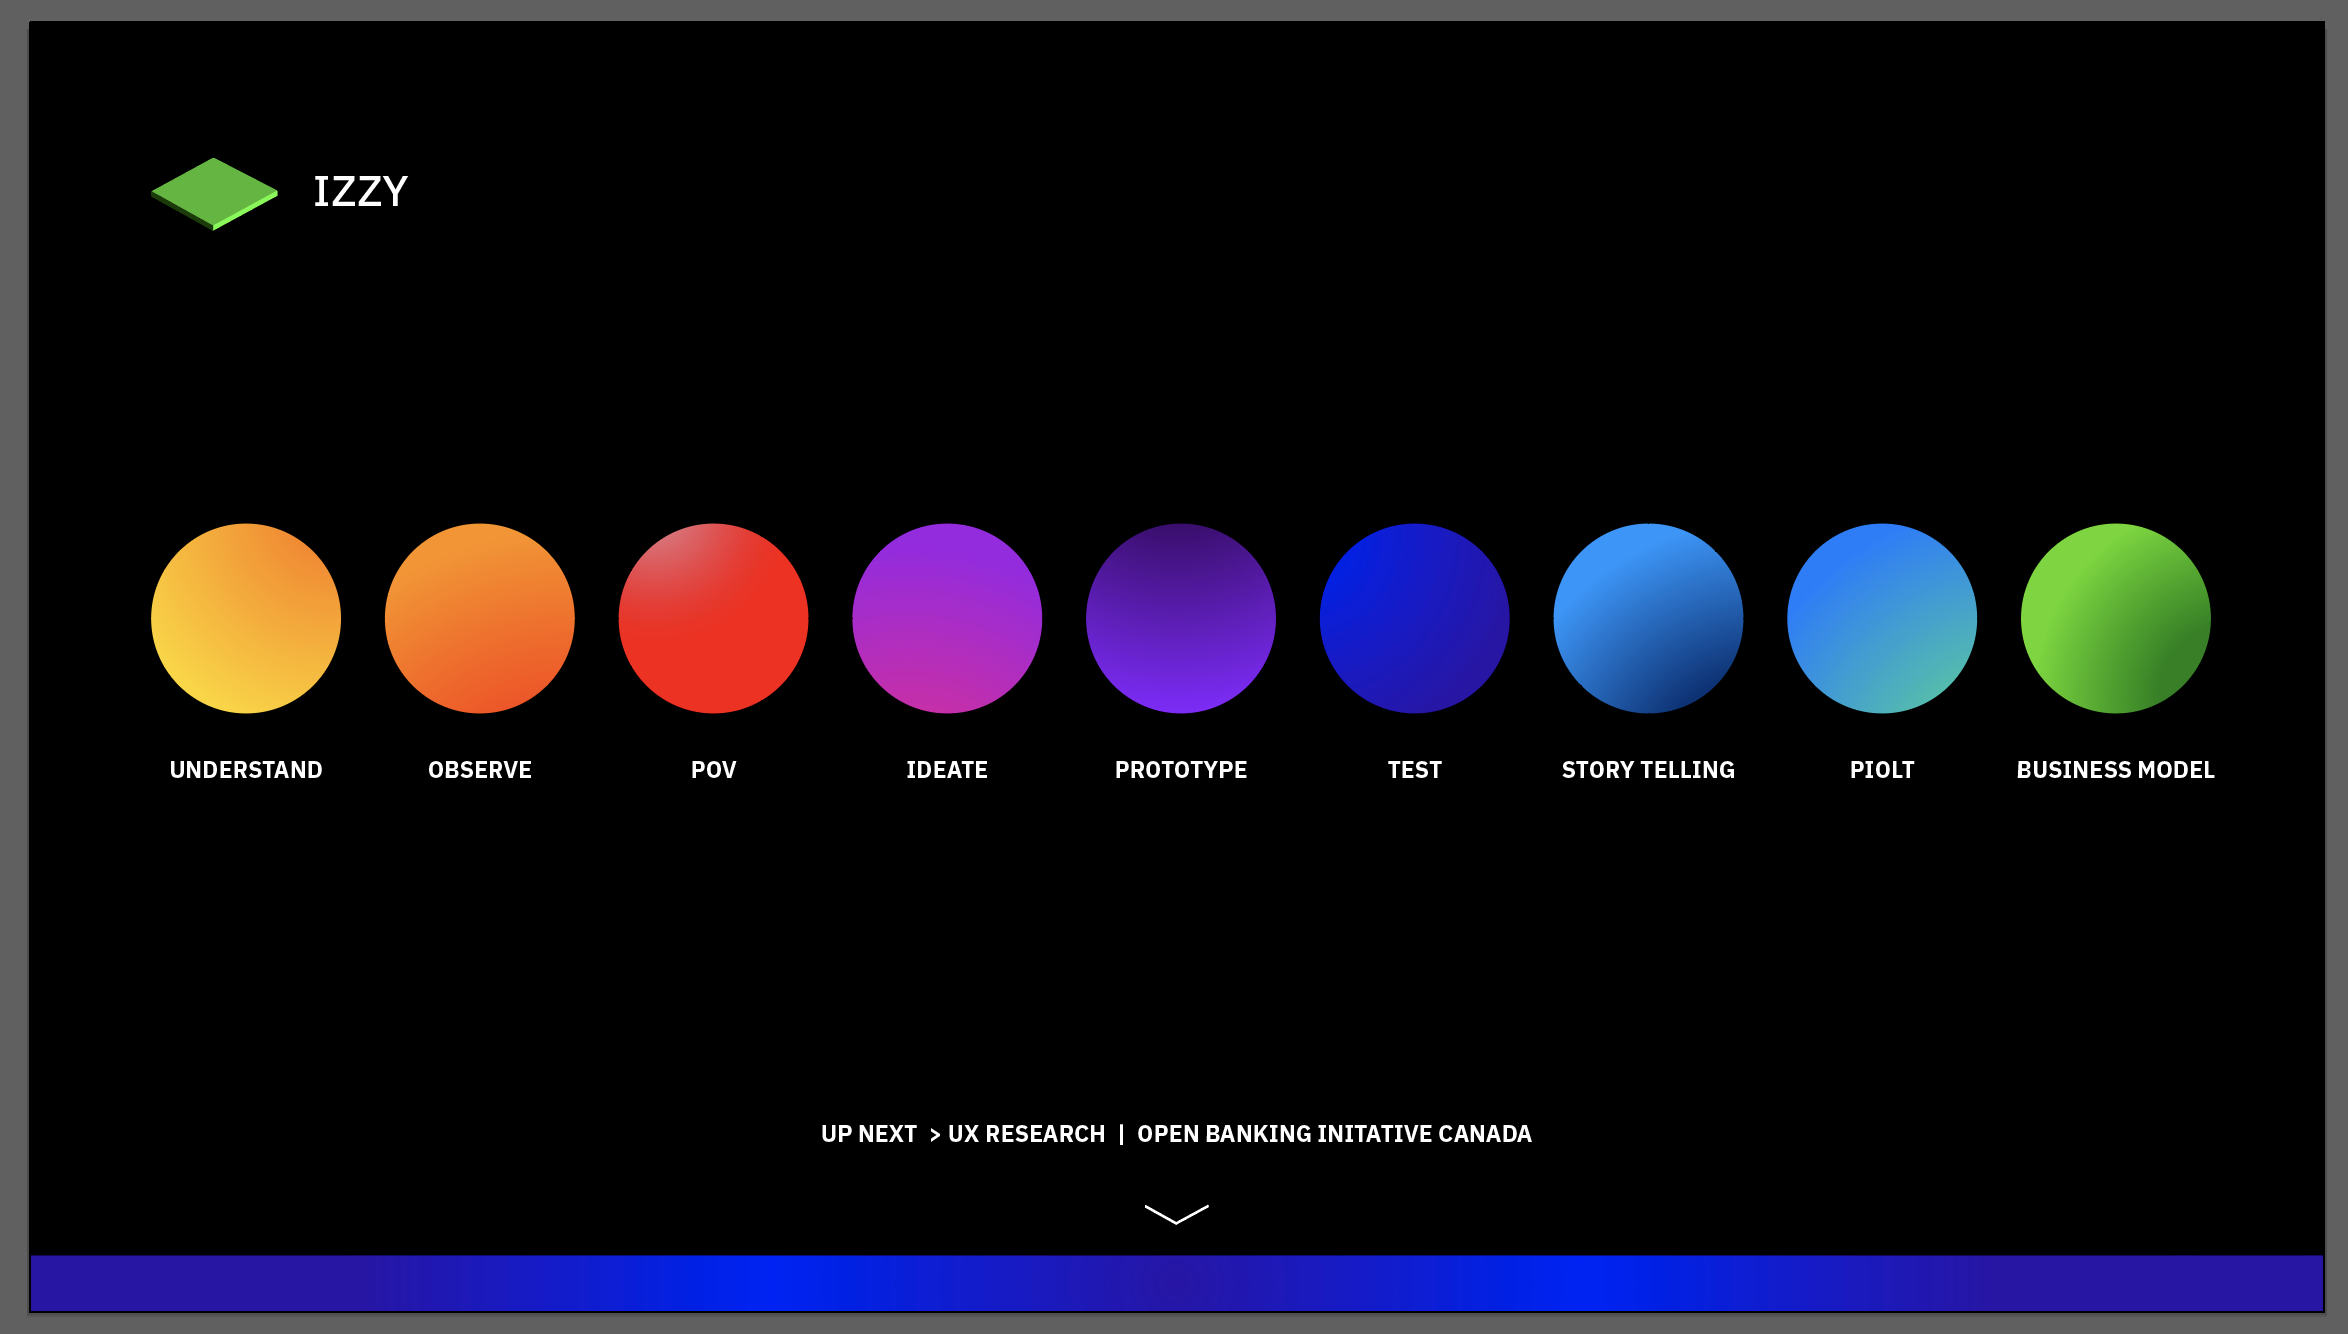 IZZY
UNDERSTAND OBSERVE POV IDEATE PROTOTYPE TEST STORY TELLING PIOLT BUSINESS MODEL
UP NEXT > UX RESEARCH | OPEN BANKING INITATIVE CANADA